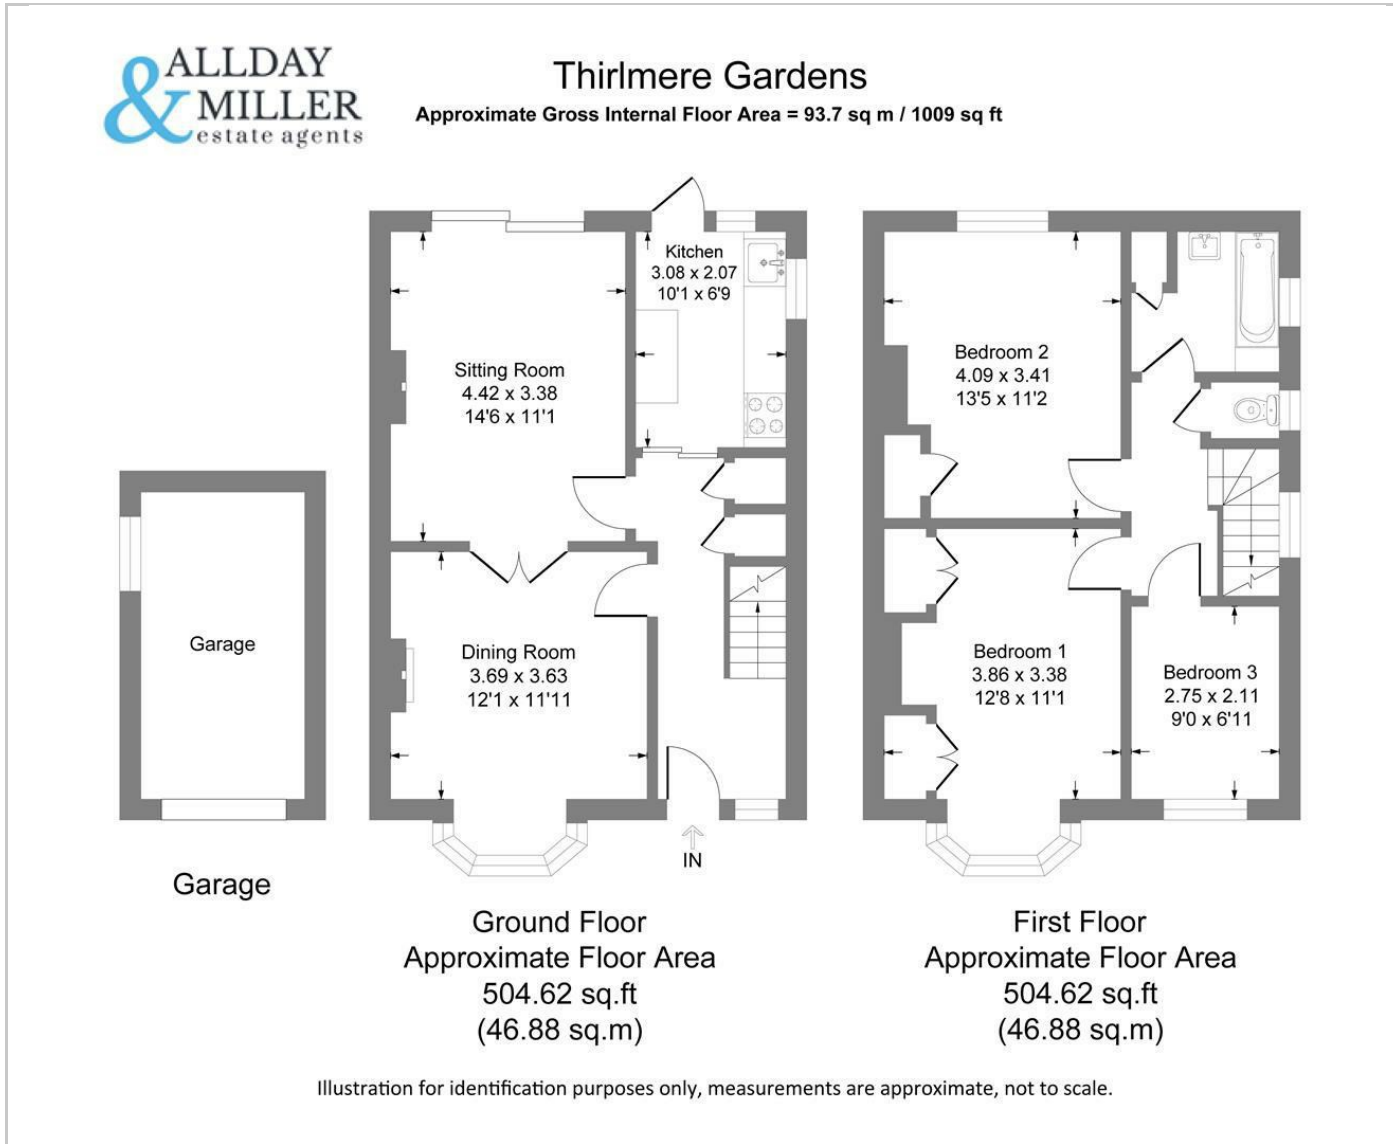 ALLDAY
& MILLER
estate agents
Thirlmere Gardens
Approximate Gross Internal Floor Area = 93.7 sq m / 1009 sq ft
Kitchen
3.08 x 2.07
10'1 x 6'9
Sitting Room
4.42 x 3.38
14'6 x 11'1
Dining Room
3.69 x 3.63
12'1 x 11'11
IN
Garage
Garage
Bedroom 2
4.09 x 3.41
13'5 x 11'2
Bedroom 1
3.86 x 3.38
12'8 x 11'1
Bedroom 3
2.75 x 2.11
9'0 x 6'11
Ground Floor
Approximate Floor Area
504.62 sq.ft
(46.88 sq.m)
First Floor
Approximate Floor Area
504.62 sq.ft
(46.88 sq.m)
Illustration for identification purposes only, measurements are approximate, not to scale.